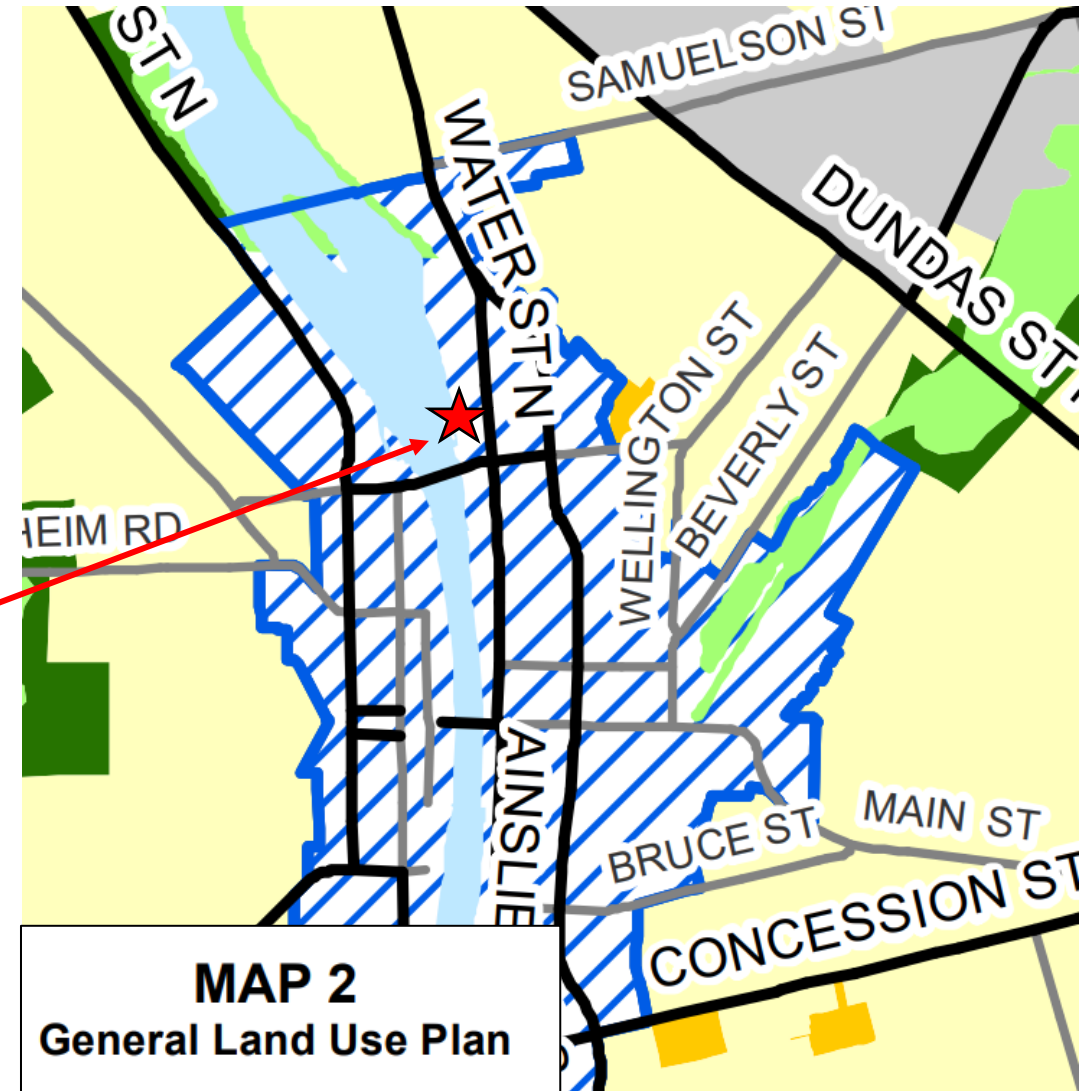 ST N
SAMUELSON ST
WATER ST N
DUNDAS ST
WELLINGTON ST
BEVERLY ST
HEIM RD
AINSLIE
BRUCE ST
MAIN ST
CONCESSION ST
MAP 2
General Land Use Plan